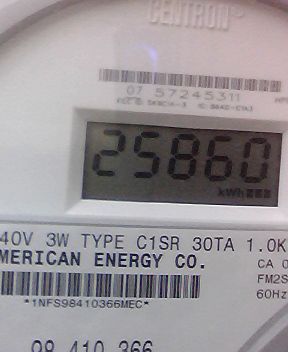 CENTRON®
07 57245311
25860
kWh
40V 3W TYPE C1SR 30TA 1.0K
MERICAN ENERGY CO.
CA 0
FM2S
60Hz
*1NFS98410366MEC*
98 410 366